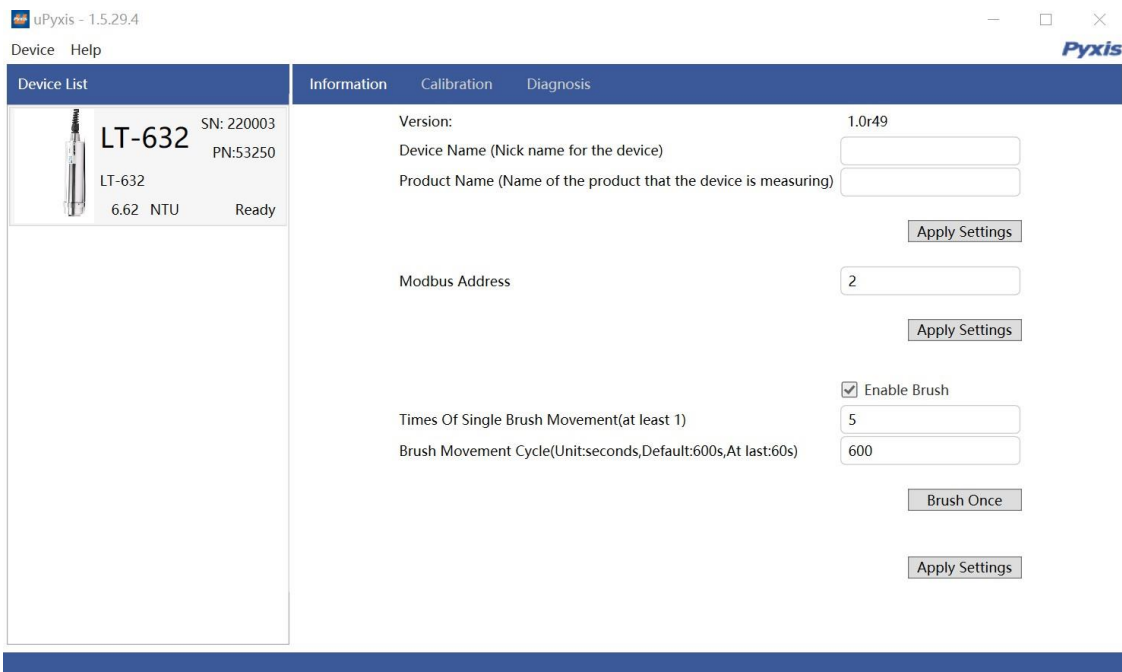 uPyxis - 1.5.29.4
Device Help
Pyxis
Device List
Information Calibration Diagnosis
LT-632
SN: 220003
PN:53250
LT-632
6.62 NTU Ready
Version: 1.0r49
Device Name (Nick name for the device)
Product Name (Name of the product that the device is measuring)
Apply Settings
Modbus Address 2
Apply Settings
Enable Brush
Times Of Single Brush Movement(at least 1) 5
Brush Movement Cycle(Unit:seconds,Default:600s,At last:60s) 600
Brush Once
Apply Settings